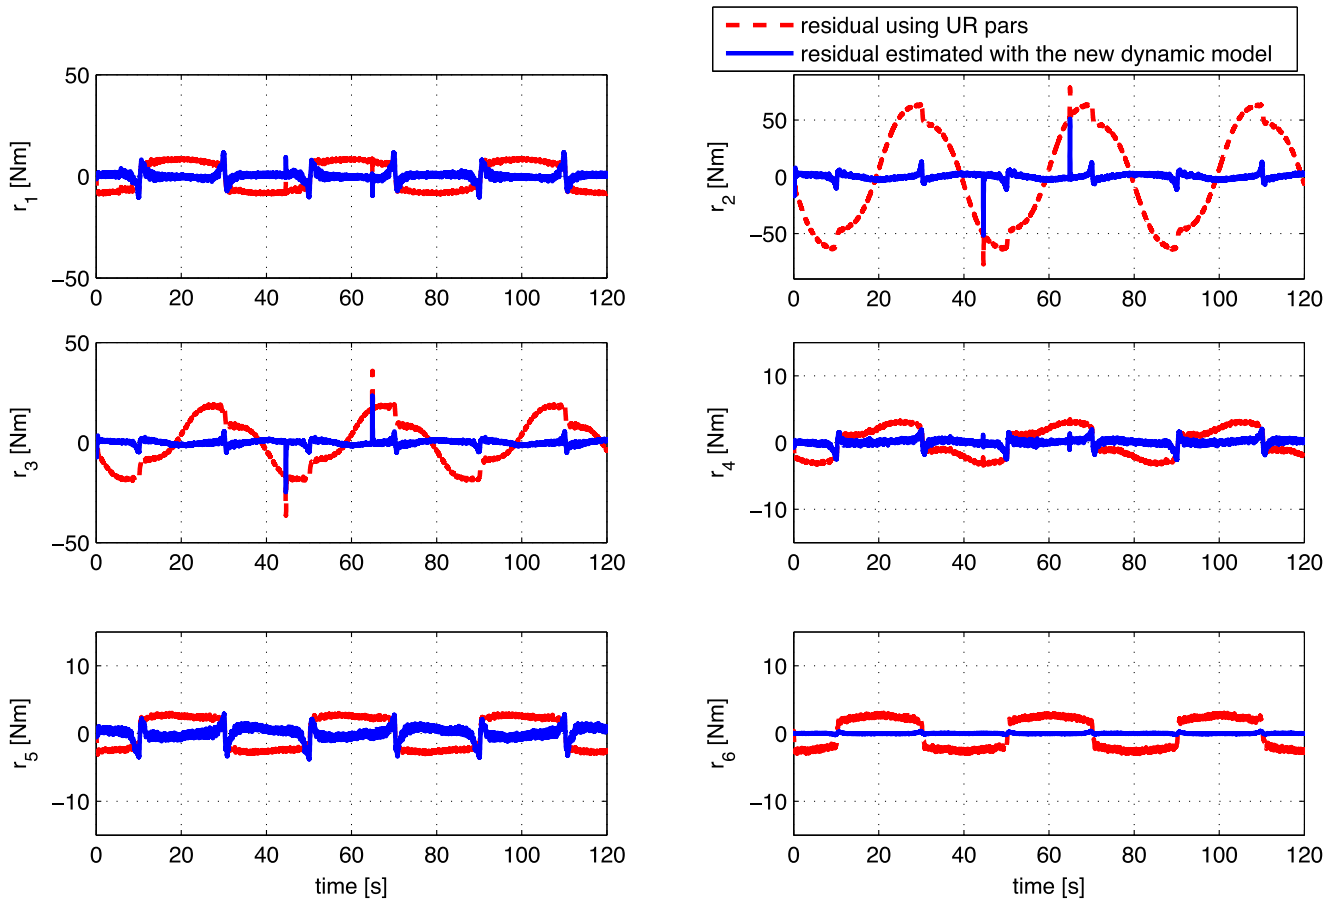 residual using UR pars
residual estimated with the new dynamic model
50
0
−50
r1 [Nm]
0 20 40 60 80 100 120
50
0
−50
r2 [Nm]
0 20 40 60 80 100 120
50
0
−50
r3 [Nm]
0 20 40 60 80 100 120
10
0
−10
r4 [Nm]
0 20 40 60 80 100 120
10
0
−10
r5 [Nm]
0 20 40 60 80 100 120
time [s]
10
0
−10
r6 [Nm]
0 20 40 60 80 100 120
time [s]